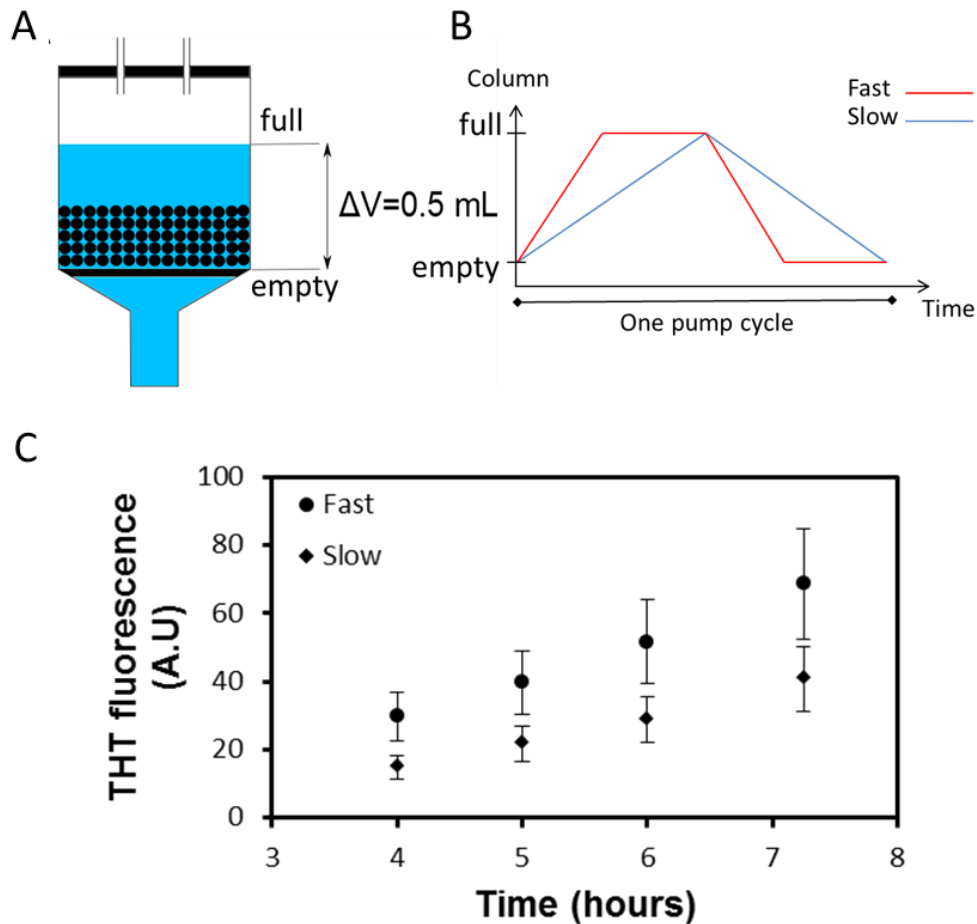 A
full
ΔV=0.5 mL
empty
B
Column
full
empty
Fast
Slow
Time
One pump cycle
C
THT fluorescence
(A.U)
100
80
60
40
20
0
Fast
Slow
3 4 5 6 7 8
Time (hours)